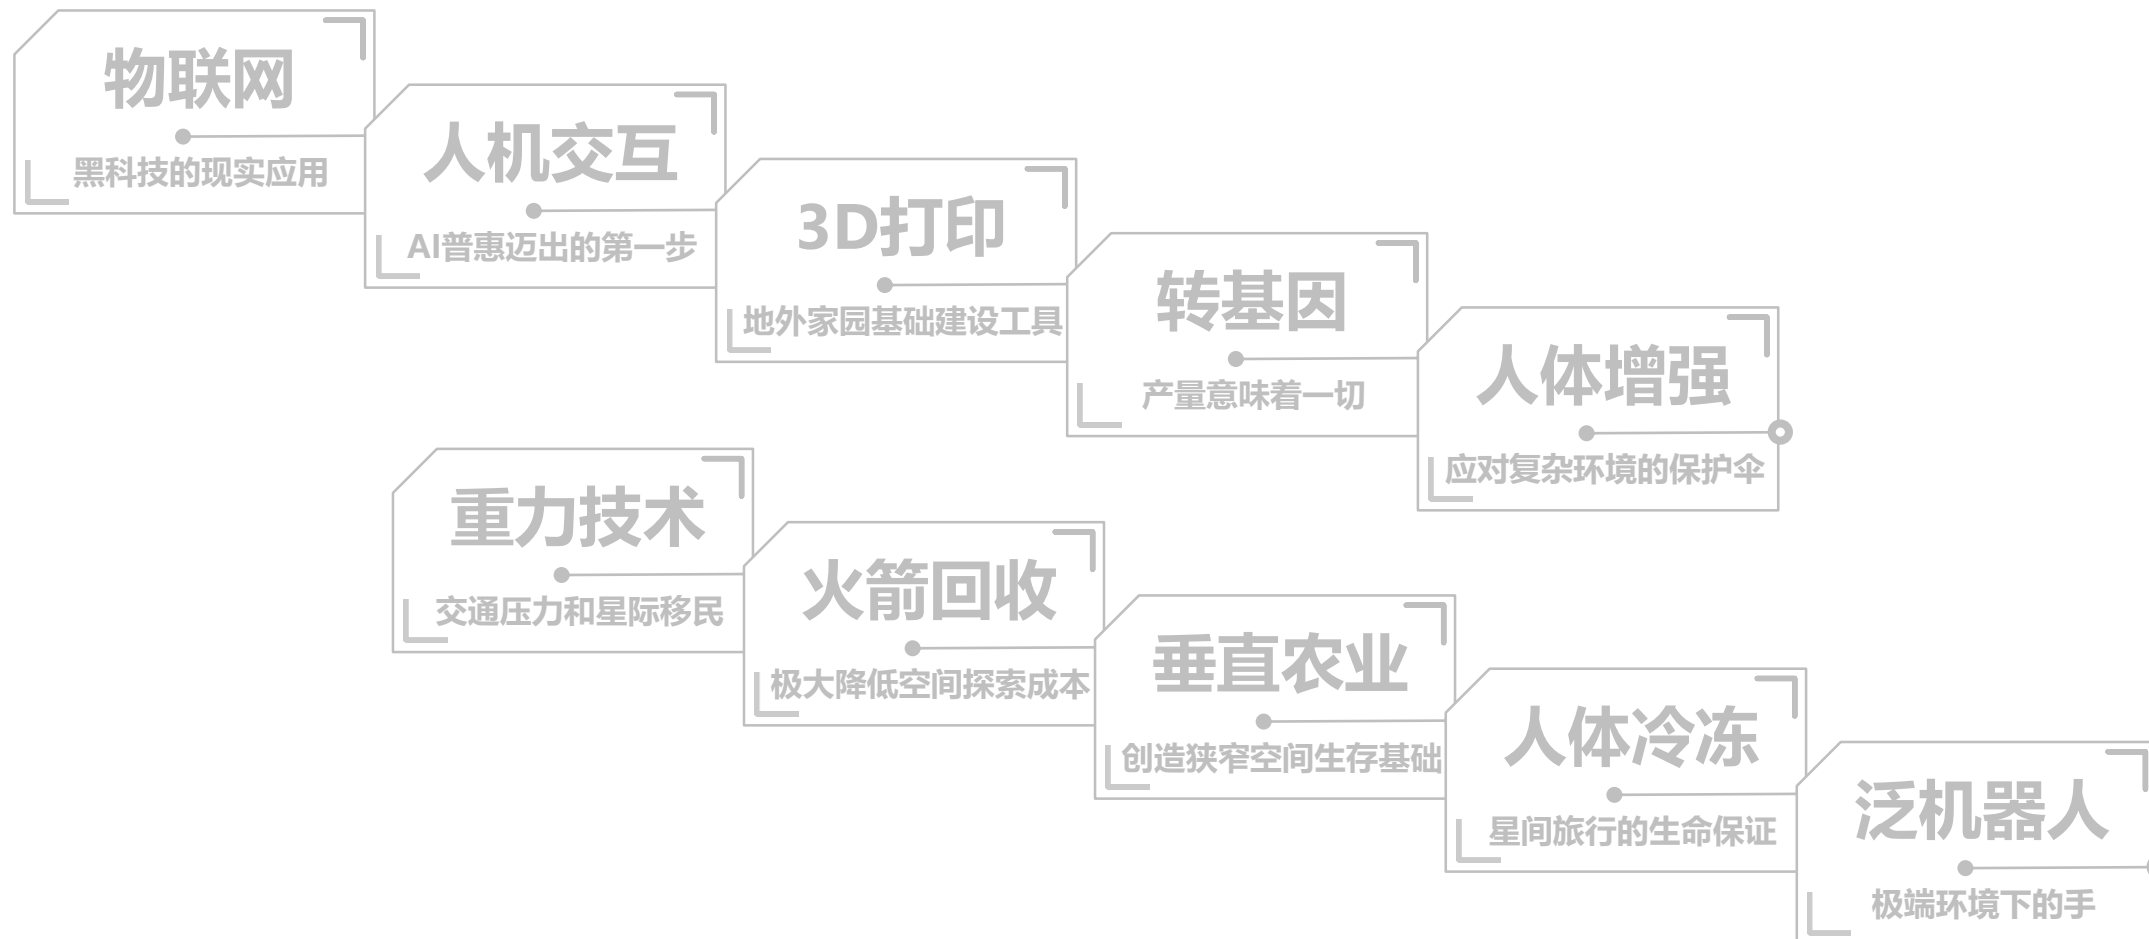 物联网
黑科技的现实应用
人机交互
AI普惠迈出的第一步
3D打印
地外家园基础建设工具
转基因
产量意味着一切
人体增强
应对复杂环境的保护伞
重力技术
交通压力和星际移民
火箭回收
极大降低空间探索成本
垂直农业
创造狭窄空间生存基础
人体冷冻
星间旅行的生命保证
泛机器人
极端环境下的手